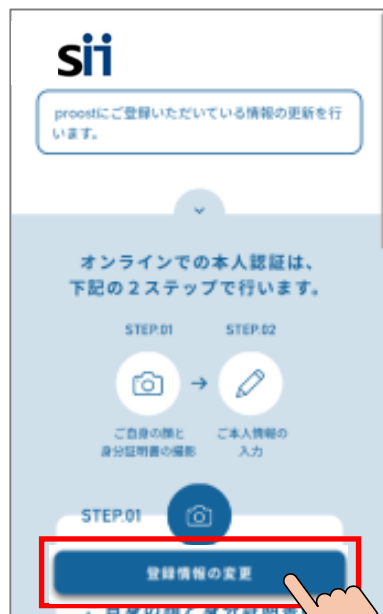 sii
proostにご登録いただいている情報の更新を行
います。
オンラインでの本人認証は、
下記の2ステップで行います。
STEP.01
STEP.02
ご自身の顔と
身分証明書の撮影
ご本人情報の
入力
STEP.01
登録情報の変更